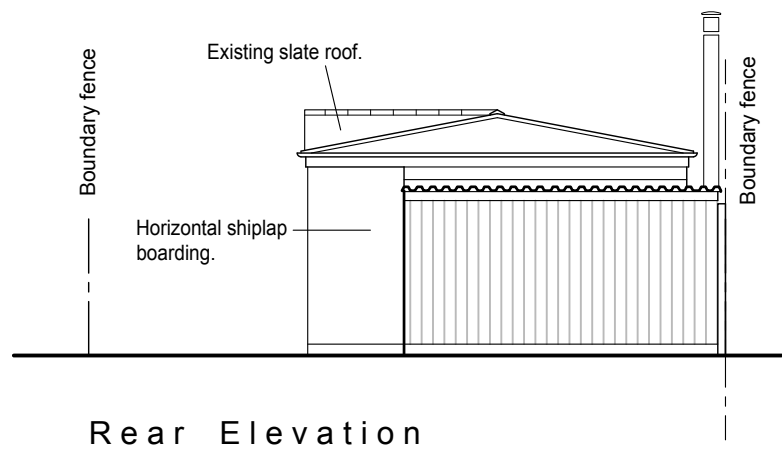 Existing slate roof.
Boundary fence
Boundary fence
Horizontal shiplap
boarding.
Rear Elevation